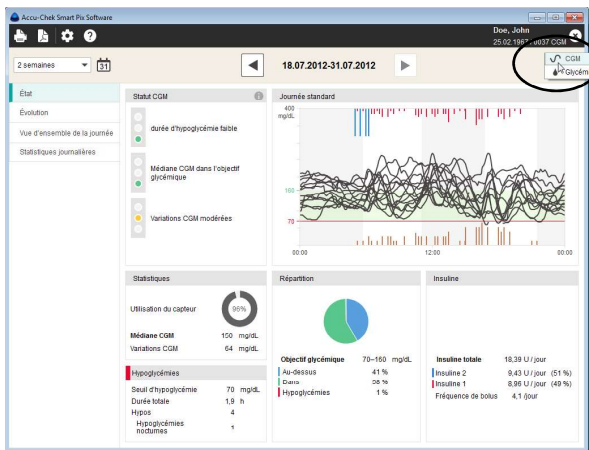 Accu-Chek Smart Pix Software
Doe, John
25.02.1967, 0037 CGM
2 semaines
31
18.07.2012-31.07.2012
CGM
Glycém
État
Évolution
Vue d'ensemble de la journée
Statistiques journalières
Statut CGM
durée d'hypoglycémie faible
Médiane CGM dans l'objectif
glycémique
Variations CGM modérées
Journée standard
400
mg/dL
160
70
00:00 12:00 00:00
Statistiques
Utilisation du capteur 96%
Médiane CGM 150 mg/dL
Variations CGM 64 mg/dL
Hypoglycémies
Seuil d'hypoglycémie 70 mg/dL
Durée totale 1,9 h
Hypos 4
Hypoglycémies
nocturnes 1
Répartition
Objectif glycémique 70–160 mg/dL
Au-dessus 41 %
Dans 58 %
Hypoglycémies 1 %
Insuline
Insuline totale 18,39 U / jour
Insuline 2 9,43 U / jour (51 %)
Insuline 1 8,96 U / jour (49 %)
Fréquence de bolus 4,1 /jour